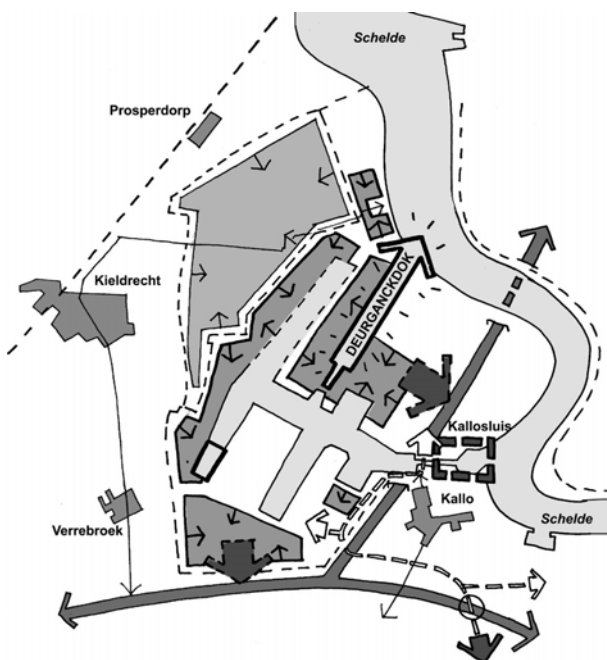 Schelde
Prosperdorp
Kieldrecht
DEURGANCKDOK
Kallosluis
Kallo
Verrebroek
Schelde